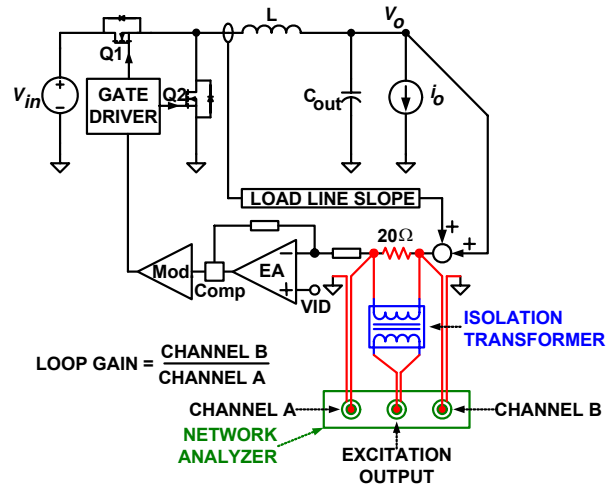 L
Vo
Q1
Vin
+
−
GATE
DRIVER
Q2
Cout
io
LOAD LINE SLOPE
+
+
20Ω
Mod
Comp
EA
−
+
VID
ISOLATION
TRANSFORMER
LOOP GAIN = CHANNEL B
CHANNEL A
CHANNEL A
CHANNEL B
NETWORK
ANALYZER
EXCITATION
OUTPUT